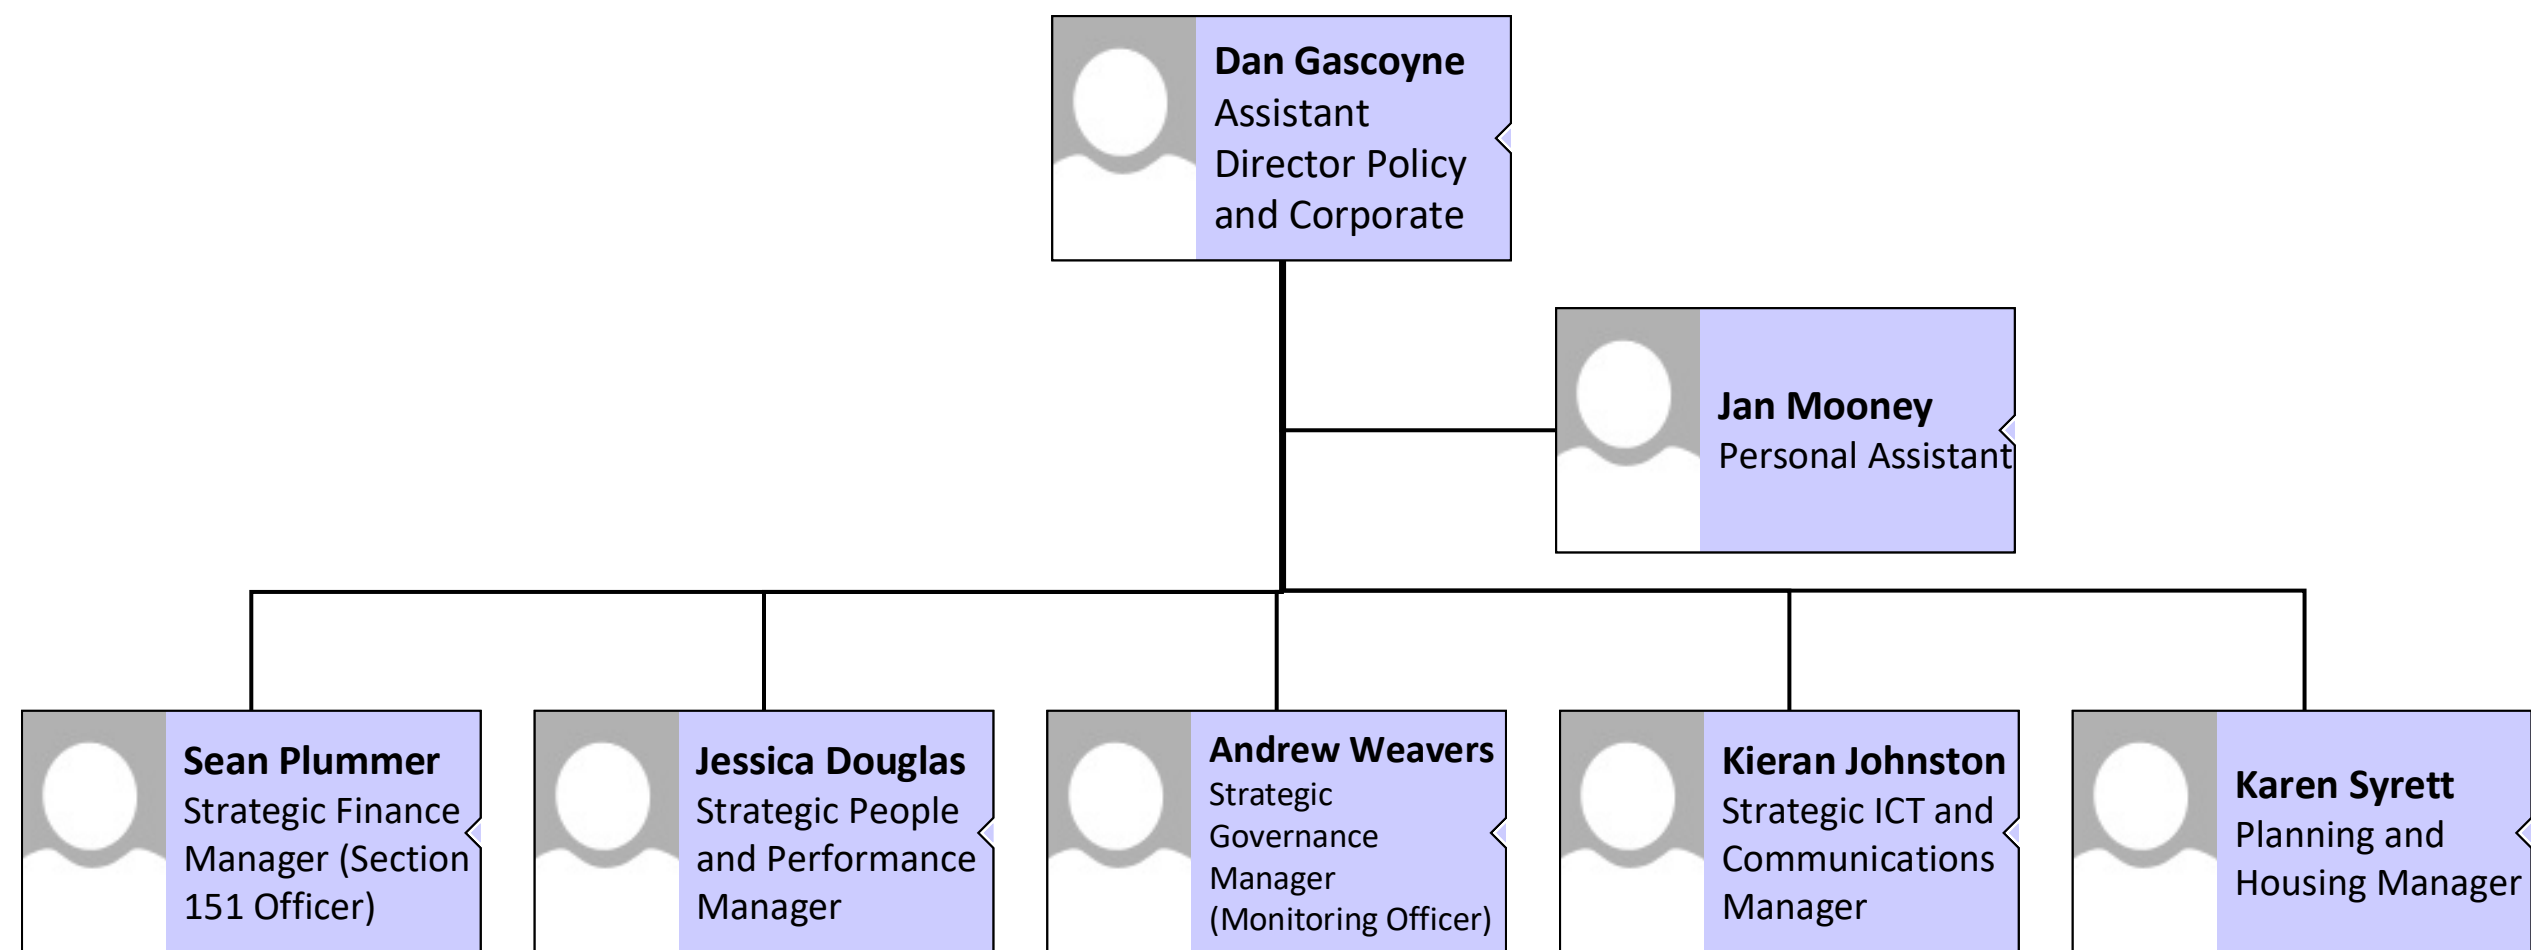 Dan Gascoyne
Assistant
Director Policy
and Corporate
Jan Mooney
Personal Assistant
Sean Plummer
Strategic Finance
Manager (Section
151 Officer)
Jessica Douglas
Strategic People
and Performance
Manager
Andrew Weavers
Strategic
Governance
Manager
(Monitoring Officer)
Kieran Johnston
Strategic ICT and
Communications
Manager
Karen Syrett
Planning and
Housing Manager